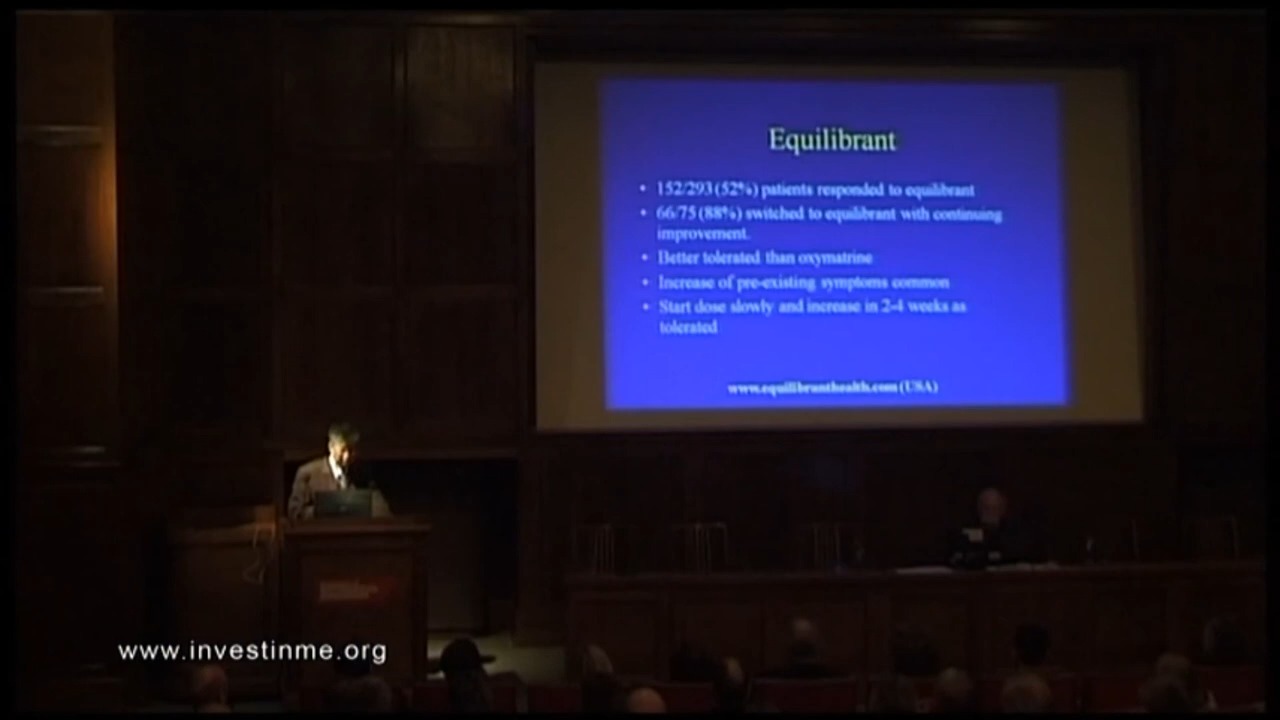 Equilibrant
• 152/293 (52%) patients responded to equilibrant
• 66/75 (88%) switched to equilibrant with continuing
improvement.
• Better tolerated than oxymatrine
• Increase of pre-existing symptoms common
• Start dose slowly and increase in 2-4 weeks as
tolerated
www.equilibranthealth.com (USA)
www.investinme.org